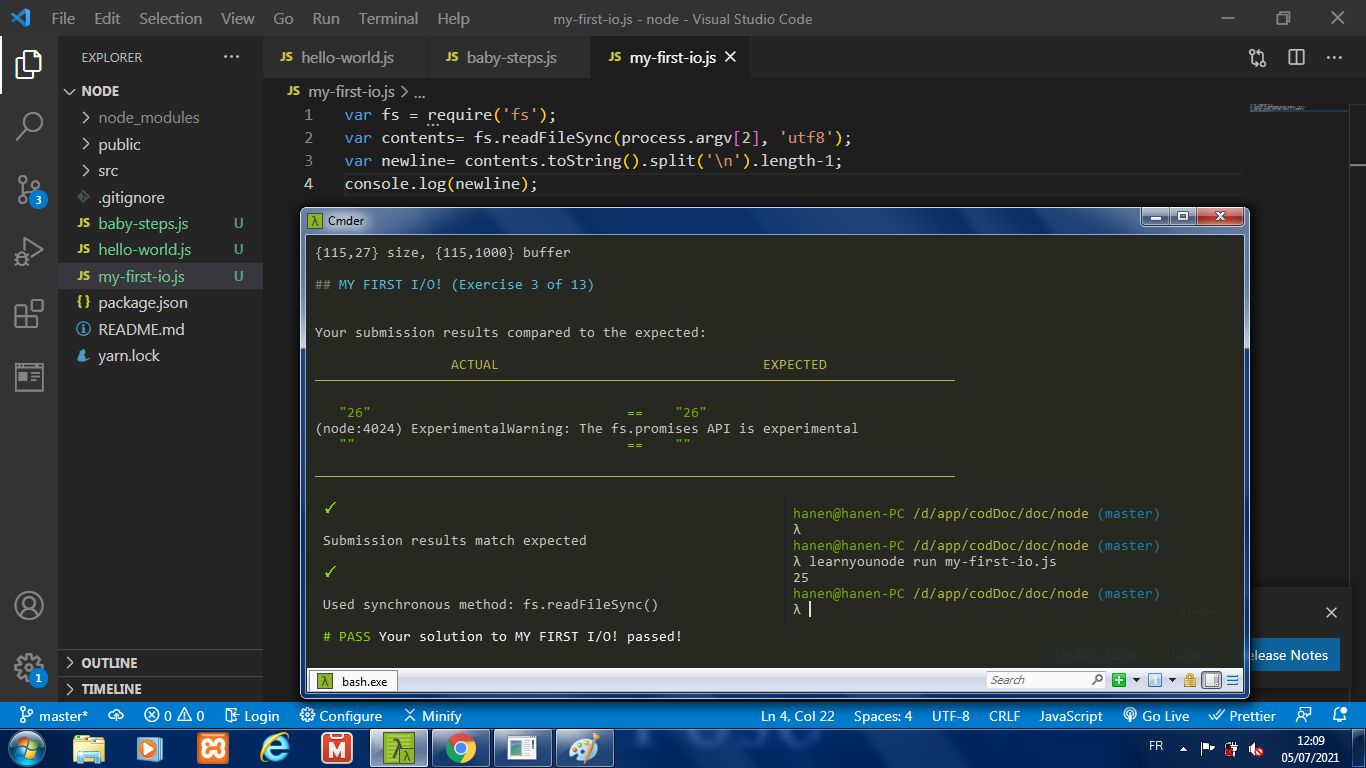 File Edit Selection View Go Run Terminal Help my-first-io.js - node - Visual Studio Code
EXPLORER
JS hello-world.js JS baby-steps.js JS my-first-io.js
NODE
node_modules
public
src
.gitignore
JS baby-steps.js U
JS hello-world.js U
JS my-first-io.js U
{} package.json
README.md
yarn.lock
OUTLINE
TIMELINE
3
1
JS my-first-io.js > ...
1 var fs = require('fs');
2 var contents= fs.readFileSync(process.argv[2], 'utf8');
3 var newline= contents.toString().split('\n').length-1;
4 console.log(newline);
λ Cmder
{115,27} size, {115,1000} buffer
## MY FIRST I/O! (Exercise 3 of 13)
Your submission results compared to the expected:
ACTUAL EXPECTED
"26" == "26"
(node:4024) ExperimentalWarning: The fs.promises API is experimental
"" == ""
✓
Submission results match expected
✓
Used synchronous method: fs.readFileSync()
# PASS Your solution to MY FIRST I/O! passed!
hanen@hanen-PC /d/app/codDoc/doc/node (master)
λ
hanen@hanen-PC /d/app/codDoc/doc/node (master)
λ learnyounode run my-first-io.js
25
hanen@hanen-PC /d/app/codDoc/doc/node (master)
λ
λ bash.exe
Search
elease Notes
master* 0 0 Login Configure Minify Ln 4, Col 22 Spaces: 4 UTF-8 CRLF JavaScript Go Live Prettier
FR
12:09
05/07/2021